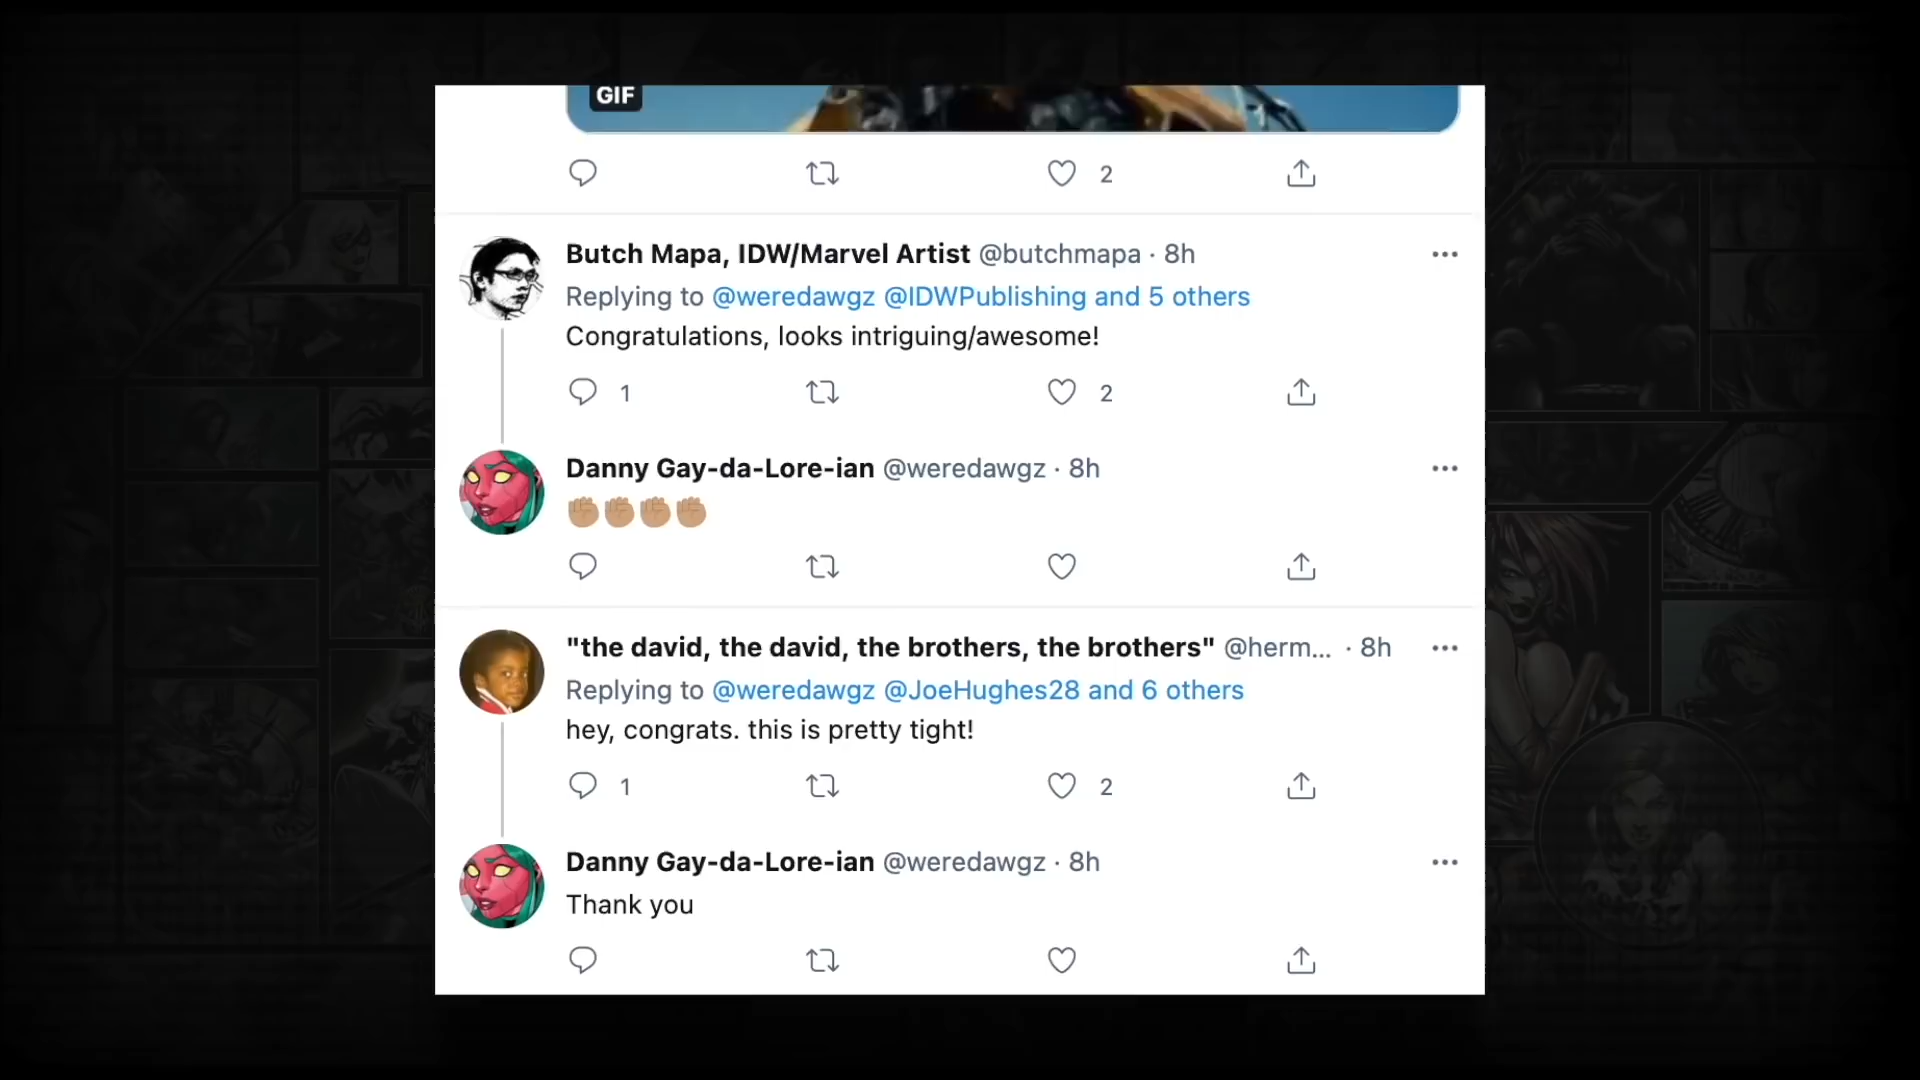 GIF
2
Butch Mapa, IDW/Marvel Artist @butchmapa · 8h
Replying to @weredawgz @IDWPublishing and 5 others
Congratulations, looks intriguing/awesome!
1 2
Danny Gay-da-Lore-ian @weredawgz · 8h
✊🏽✊🏽✊🏽✊🏽
"the david, the david, the brothers, the brothers" @herm... · 8h
Replying to @weredawgz @JoeHughes28 and 6 others
hey, congrats. this is pretty tight!
1 2
Danny Gay-da-Lore-ian @weredawgz · 8h
Thank you